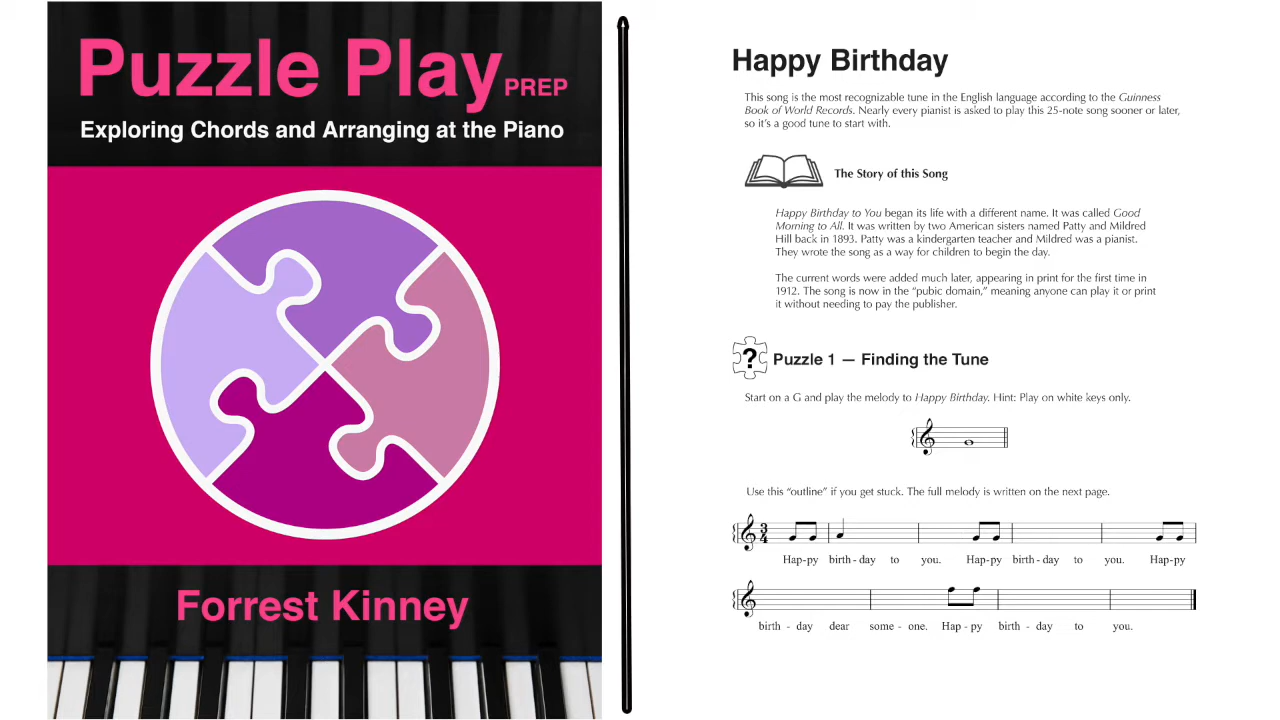 Puzzle Play PREP
Exploring Chords and Arranging at the Piano
Forrest Kinney
Happy Birthday
This song is the most recognizable tune in the English language according to the Guinness
Book of World Records. Nearly every pianist is asked to play this 25-note song sooner or later,
so it's a good tune to start with.
The Story of this Song
Happy Birthday to You began its life with a different name. It was called Good
Morning to All. It was written by two American sisters named Patty and Mildred
Hill back in 1893. Patty was a kindergarten teacher and Mildred was a pianist.
They wrote the song as a way for children to begin the day.
The current words were added much later, appearing in print for the first time in
1912. The song is now in the “pubic domain,” meaning anyone can play it or print
it without needing to pay the publisher.
? Puzzle 1 — Finding the Tune
Start on a G and play the melody to Happy Birthday. Hint: Play on white keys only.
Use this “outline” if you get stuck. The full melody is written on the next page.
3
4
Hap-py birth-day to you. Hap-py birth-day to you. Hap-py
birth - day dear some - one. Hap - py birth - day to you.